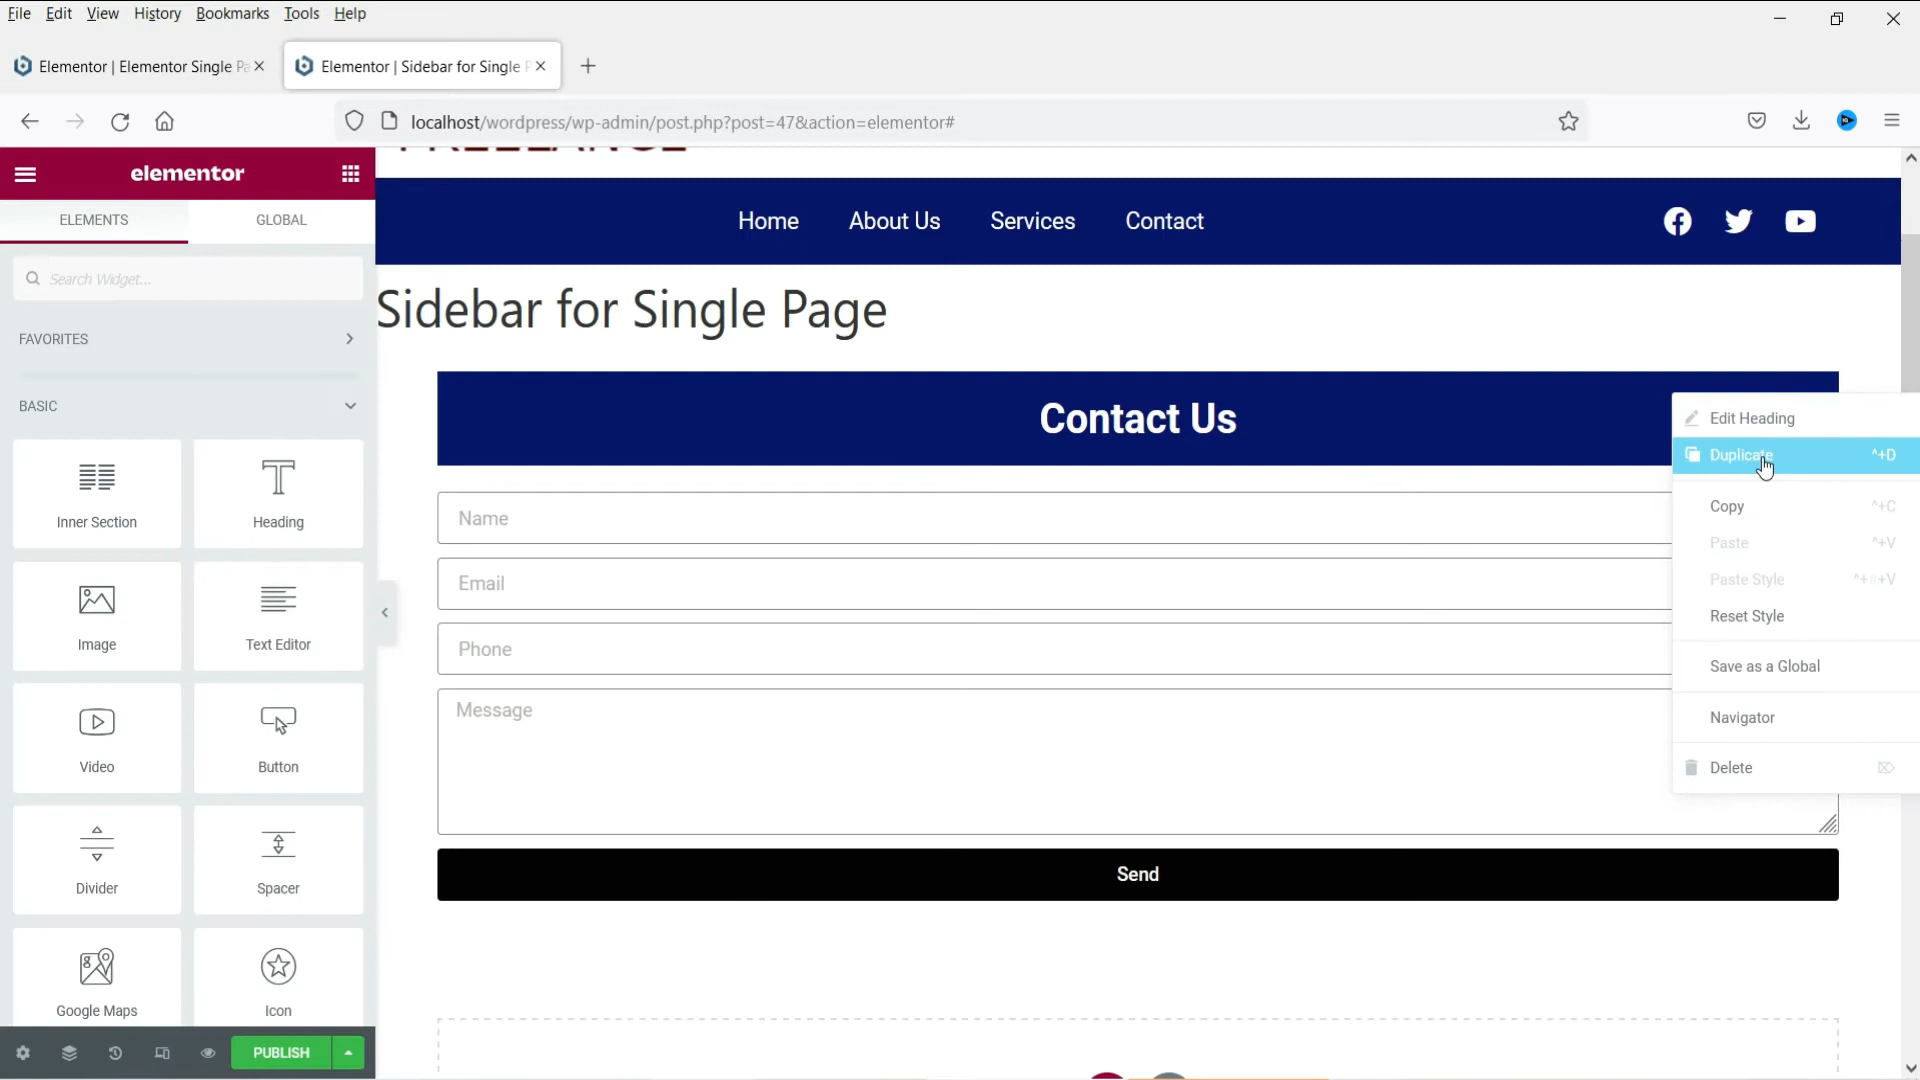 File Edit View History Bookmarks Tools Help
Elementor | Elementor Single Pa
Elementor | Sidebar for Single P
localhost/wordpress/wp-admin/post.php?post=47&action=elementor#
elementor
ELEMENTS GLOBAL
Search Widget...
FAVORITES
BASIC
Inner Section
Heading
Image
Text Editor
Video
Button
Divider
Spacer
Google Maps
Icon
PUBLISH
Home About Us Services Contact
Sidebar for Single Page
Contact Us
Name
Email
Phone
Message
Send
Edit Heading
Duplicate ^+D
Copy ^+C
Paste ^+V
Paste Style ^+⇧+V
Reset Style
Save as a Global
Navigator
Delete